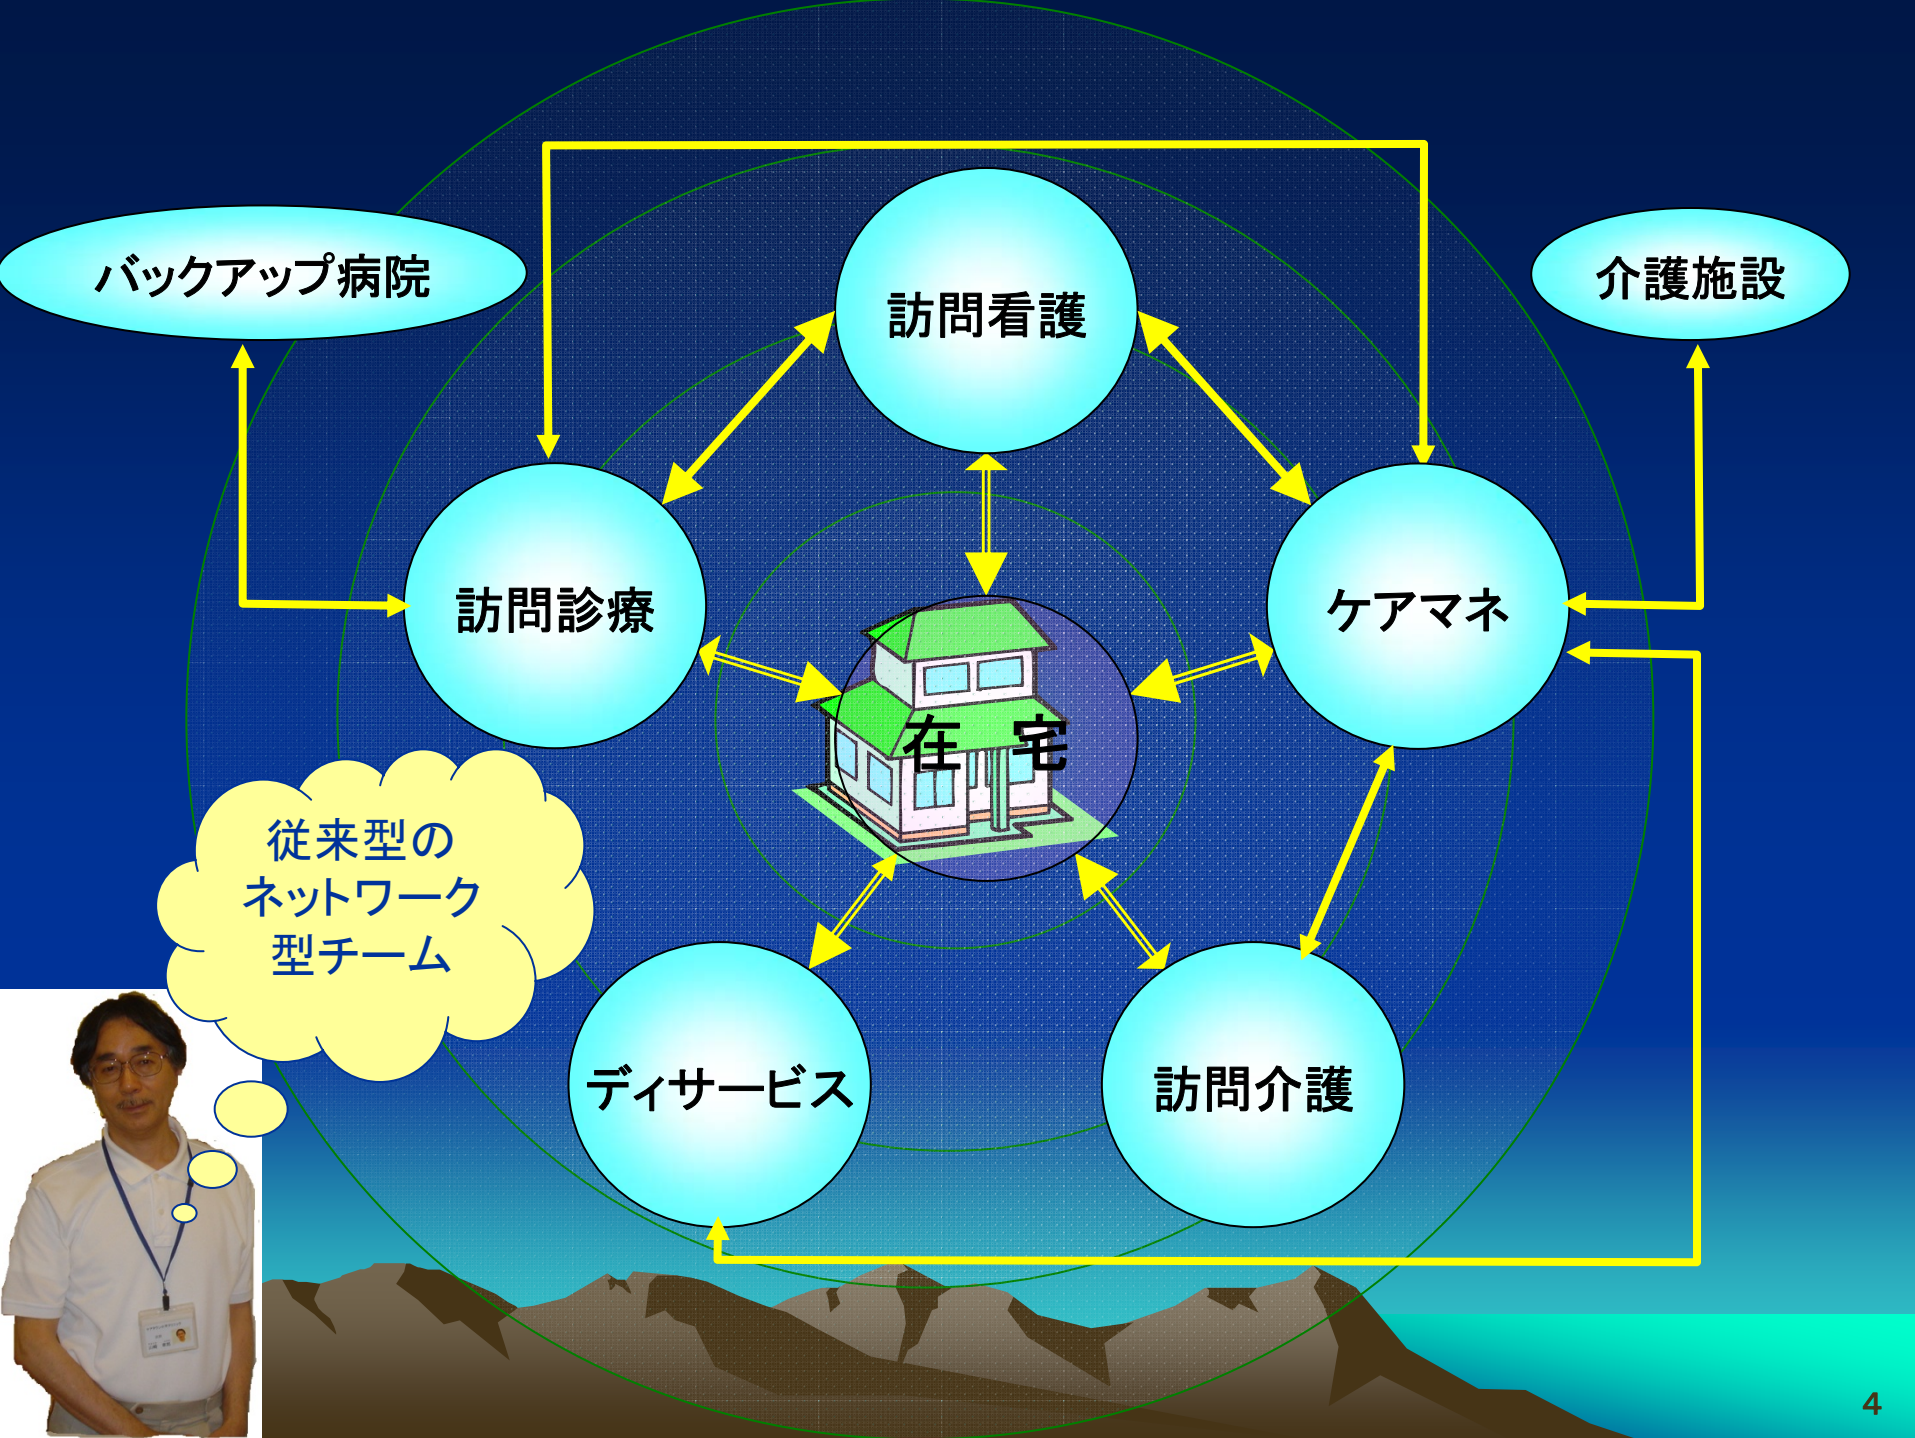 バックアップ病院
訪問看護
介護施設
訪問診療
ケアマネ
在　宅
従来型の
ネットワーク
型チーム
ディサービス
訪問介護
4